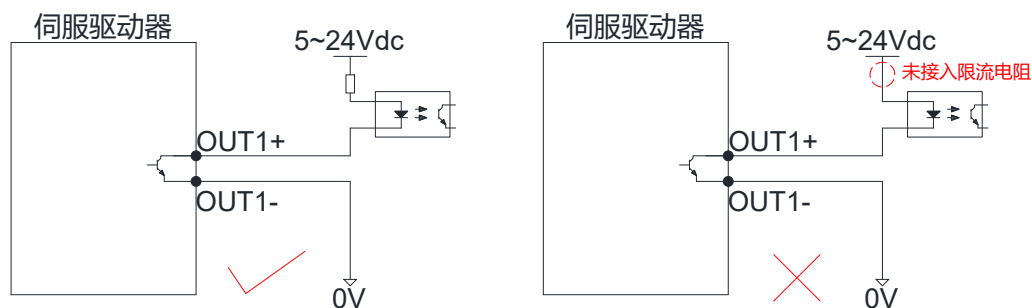 伺服驱动器
5~24Vdc
OUT1+
OUT1-
0V
伺服驱动器
5~24Vdc
未接入限流电阻
OUT1+
OUT1-
0V